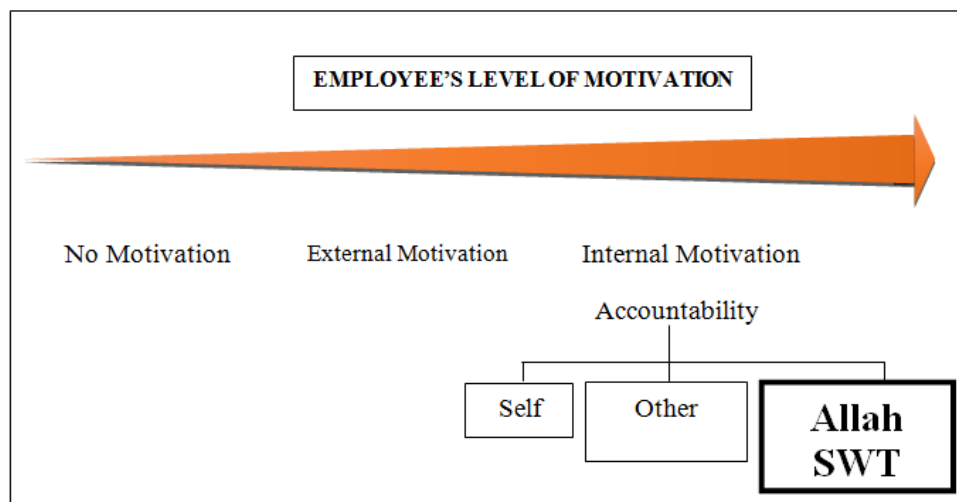 EMPLOYEE'S LEVEL OF MOTIVATION
No Motivation
External Motivation
Internal Motivation
Accountability
Self
Other
Allah
SWT